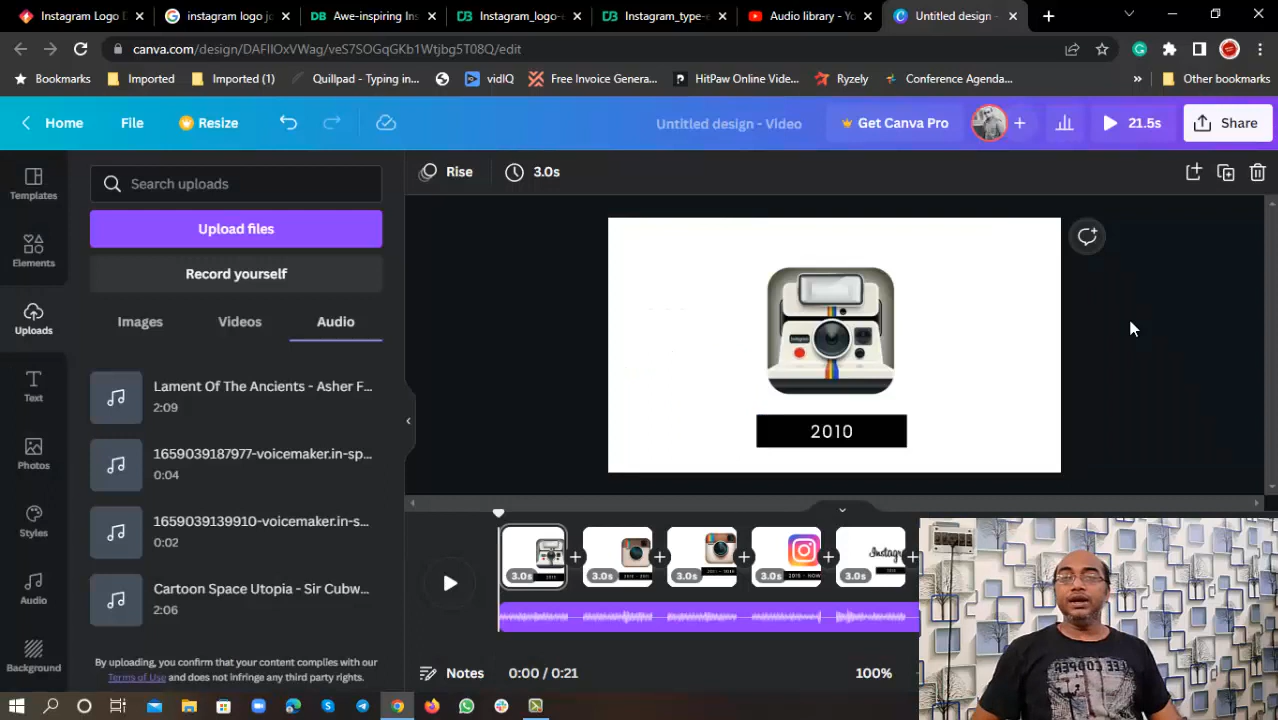 Instagram Logo D
instagram logo jo
Awe-inspiring Ins
Instagram_logo-e
Instagram_type-e
Audio library - Yo
Untitled design -
canva.com/design/DAFIIOxVWag/veS7SOGqGKb1Wtjbg5T08Q/edit
Bookmarks
Imported
Imported (1)
Quillpad - Typing in...
vidIQ
Free Invoice Genera...
HitPaw Online Video...
Ryzely
Conference Agenda...
»
Other bookmarks
Home
File
Resize
Untitled design - Video
Get Canva Pro
+
21.5s
Share
Rise
3.0s
Templates
Elements
Uploads
Text
Photos
Styles
Audio
Background
Search uploads
Upload files
Record yourself
Images
Videos
Audio
Lament Of The Ancients - Asher F...
2:09
1659039187977-voicemaker.in-sp...
0:04
1659039139910-voicemaker.in-s...
0:02
Cartoon Space Utopia - Sir Cubw...
2:06
By uploading, you confirm that your content complies with our
Terms of Use and does not infringe any third party rights.
2010
3.0s
3.0s
3.0s
3.0s
3.0s
Notes
0:00 / 0:21
100%
LEE COOPER